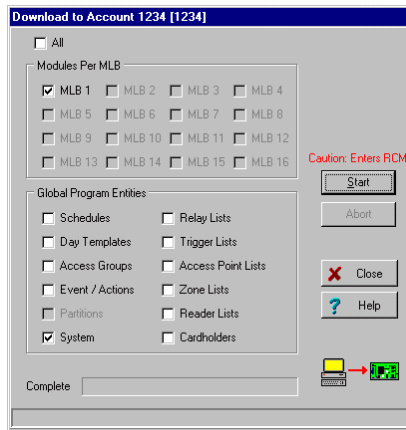 Download to Account 1234 [1234]
All
Modules Per MLB
MLB 1 MLB 2 MLB 3 MLB 4
MLB 5 MLB 6 MLB 7 MLB 8
MLB 9 MLB 10 MLB 11 MLB 12
MLB 13 MLB 14 MLB 15 MLB 16
Caution: Enters RCM
Start
Abort
Close
Help
Global Program Entities
Schedules Relay Lists
Day Templates Trigger Lists
Access Groups Access Point Lists
Event / Actions Zone Lists
Partitions Reader Lists
System Cardholders
Complete